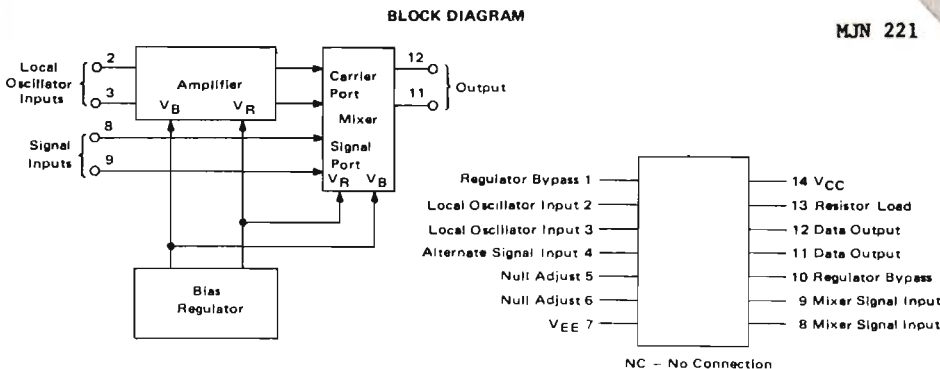 BLOCK DIAGRAM
MJN 221
Local Oscillator Inputs
2
3
Signal Inputs
8
9
Amplifier
VB VR
Carrier Port
Mixer
Signal Port
VR VB
12
11
Output
Bias Regulator
Regulator Bypass 1
Local Oscillator Input 2
Local Oscillator Input 3
Alternate Signal Input 4
Null Adjust 5
Null Adjust 6
VEE 7
14 VCC
13 Resistor Load
12 Data Output
11 Data Output
10 Regulator Bypass
9 Mixer Signal Input
8 Mixer Signal Input
NC – No Connection